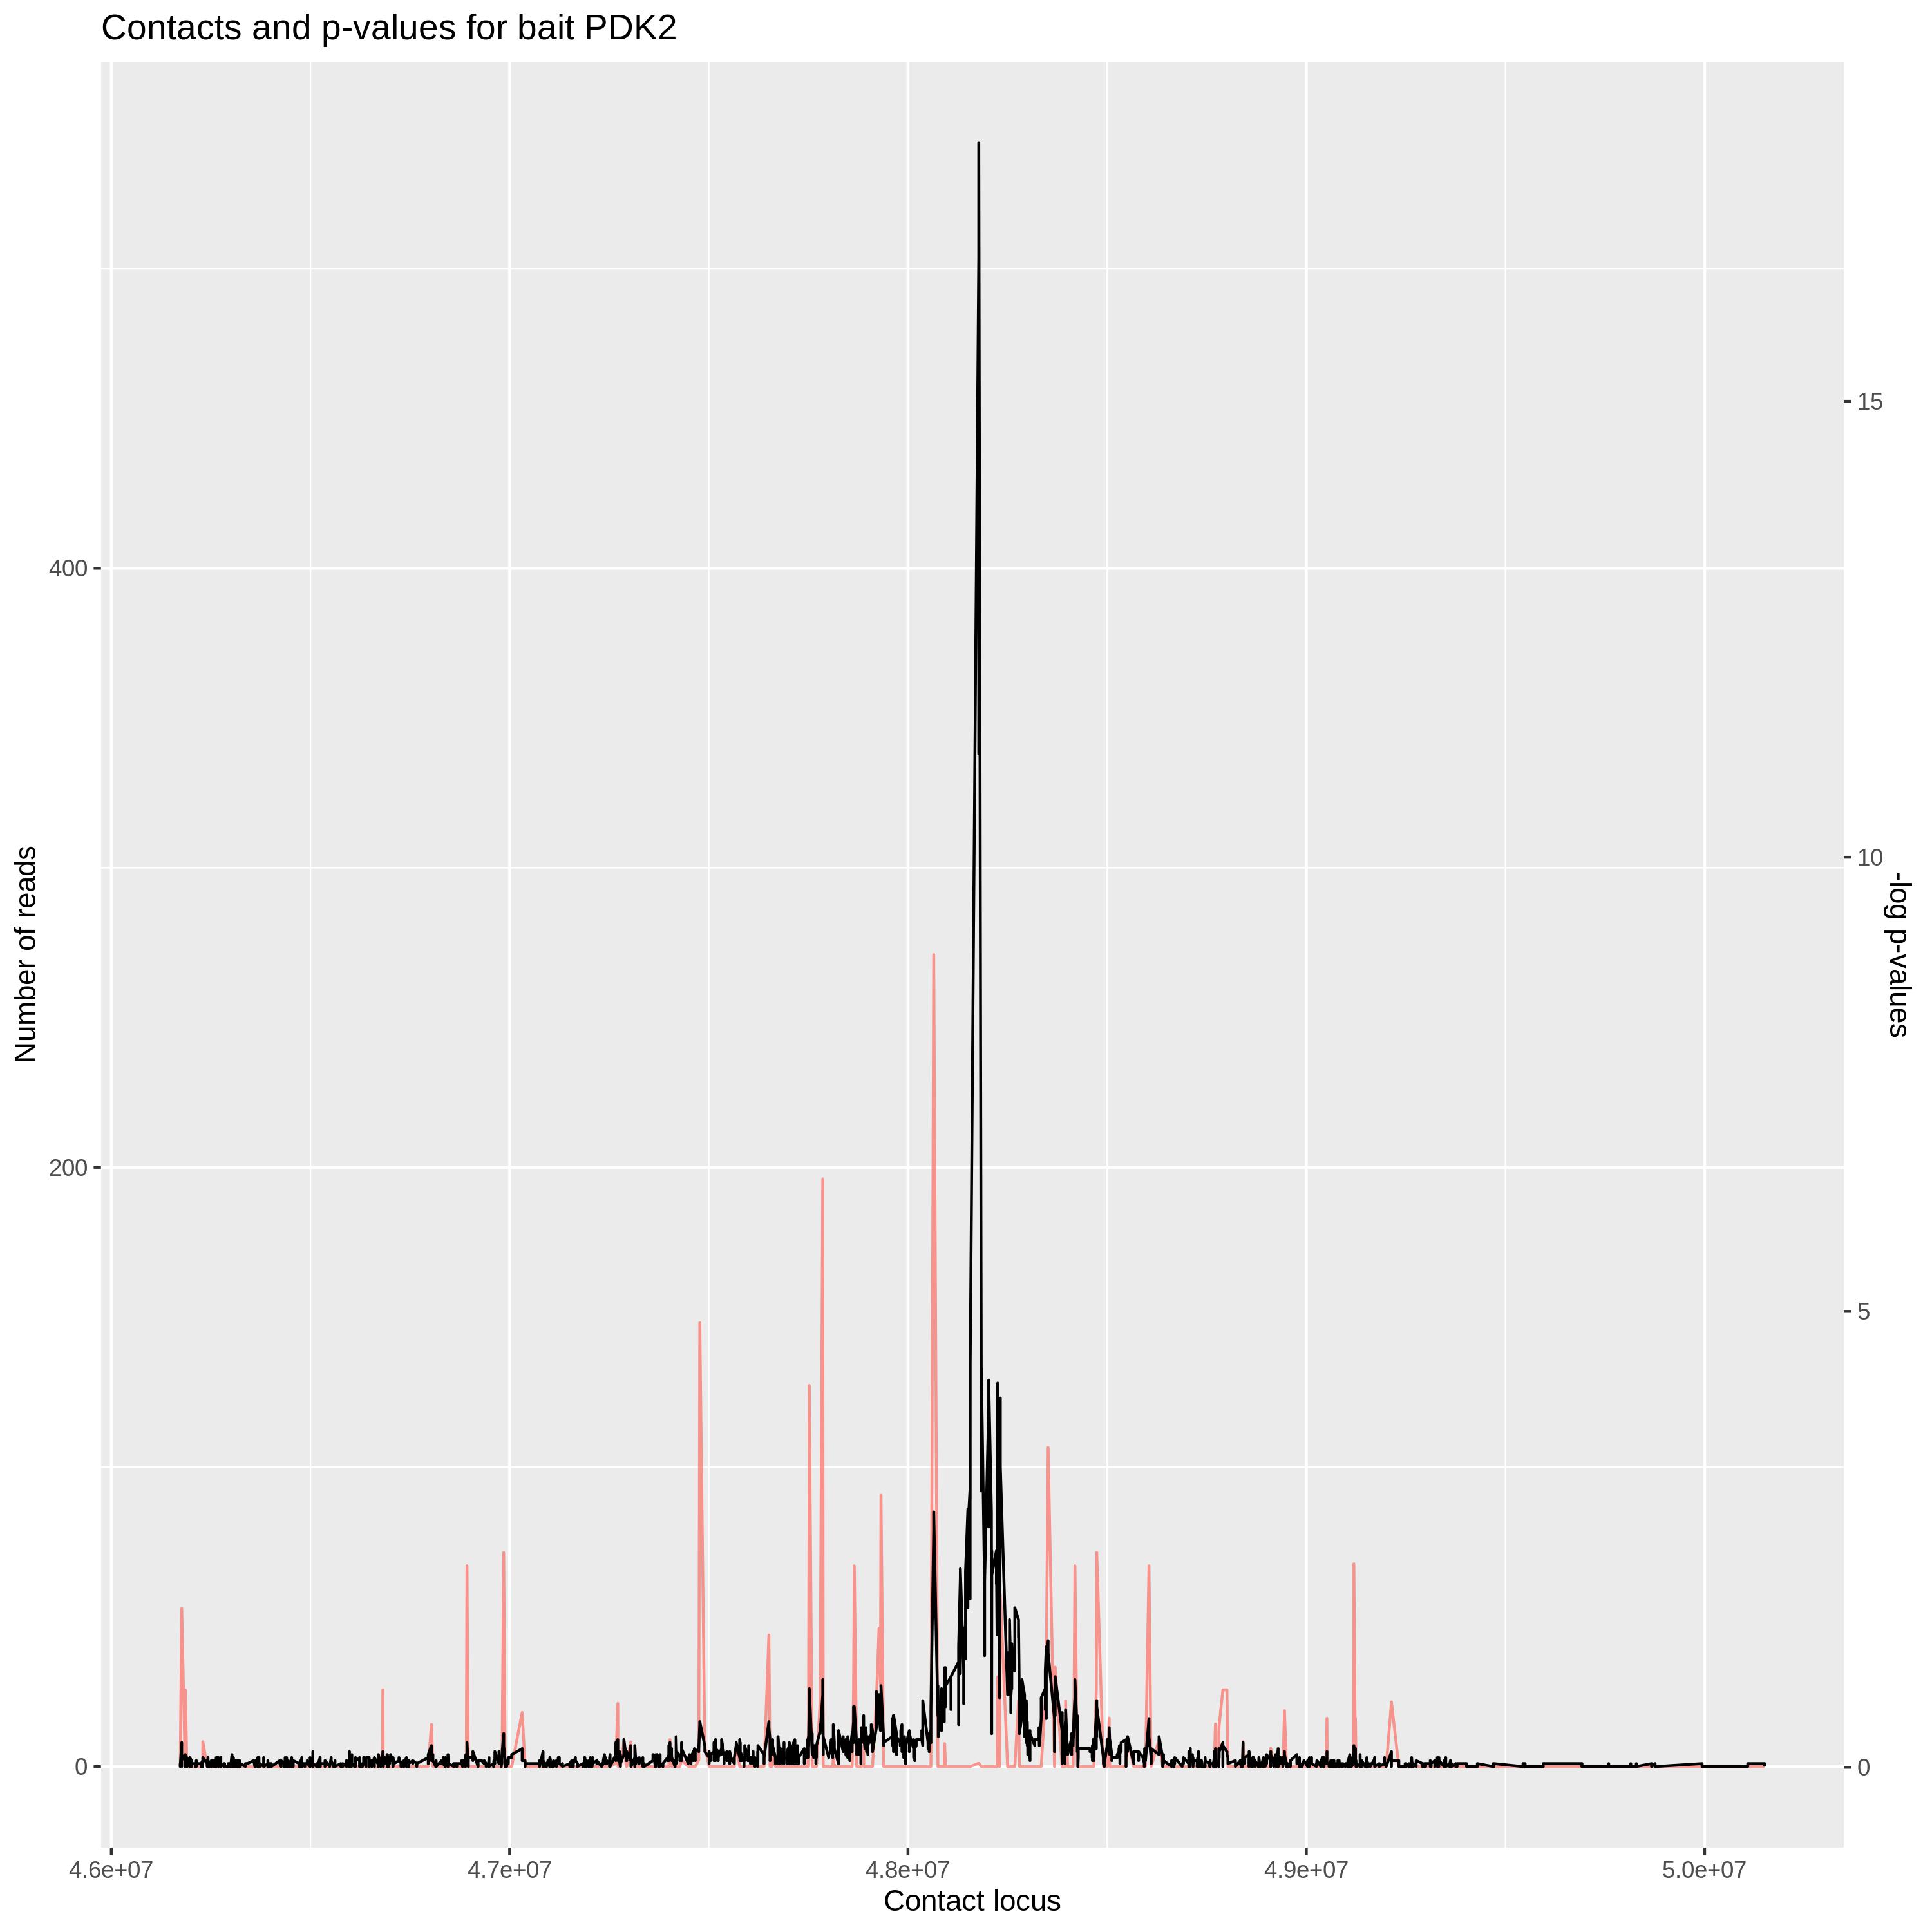 Contacts and p-values for bait PDK2
Number of reads
400
200
0
15
10
5
0
-log p-values
4.6e+07
4.7e+07
4.8e+07
4.9e+07
5.0e+07
Contact locus